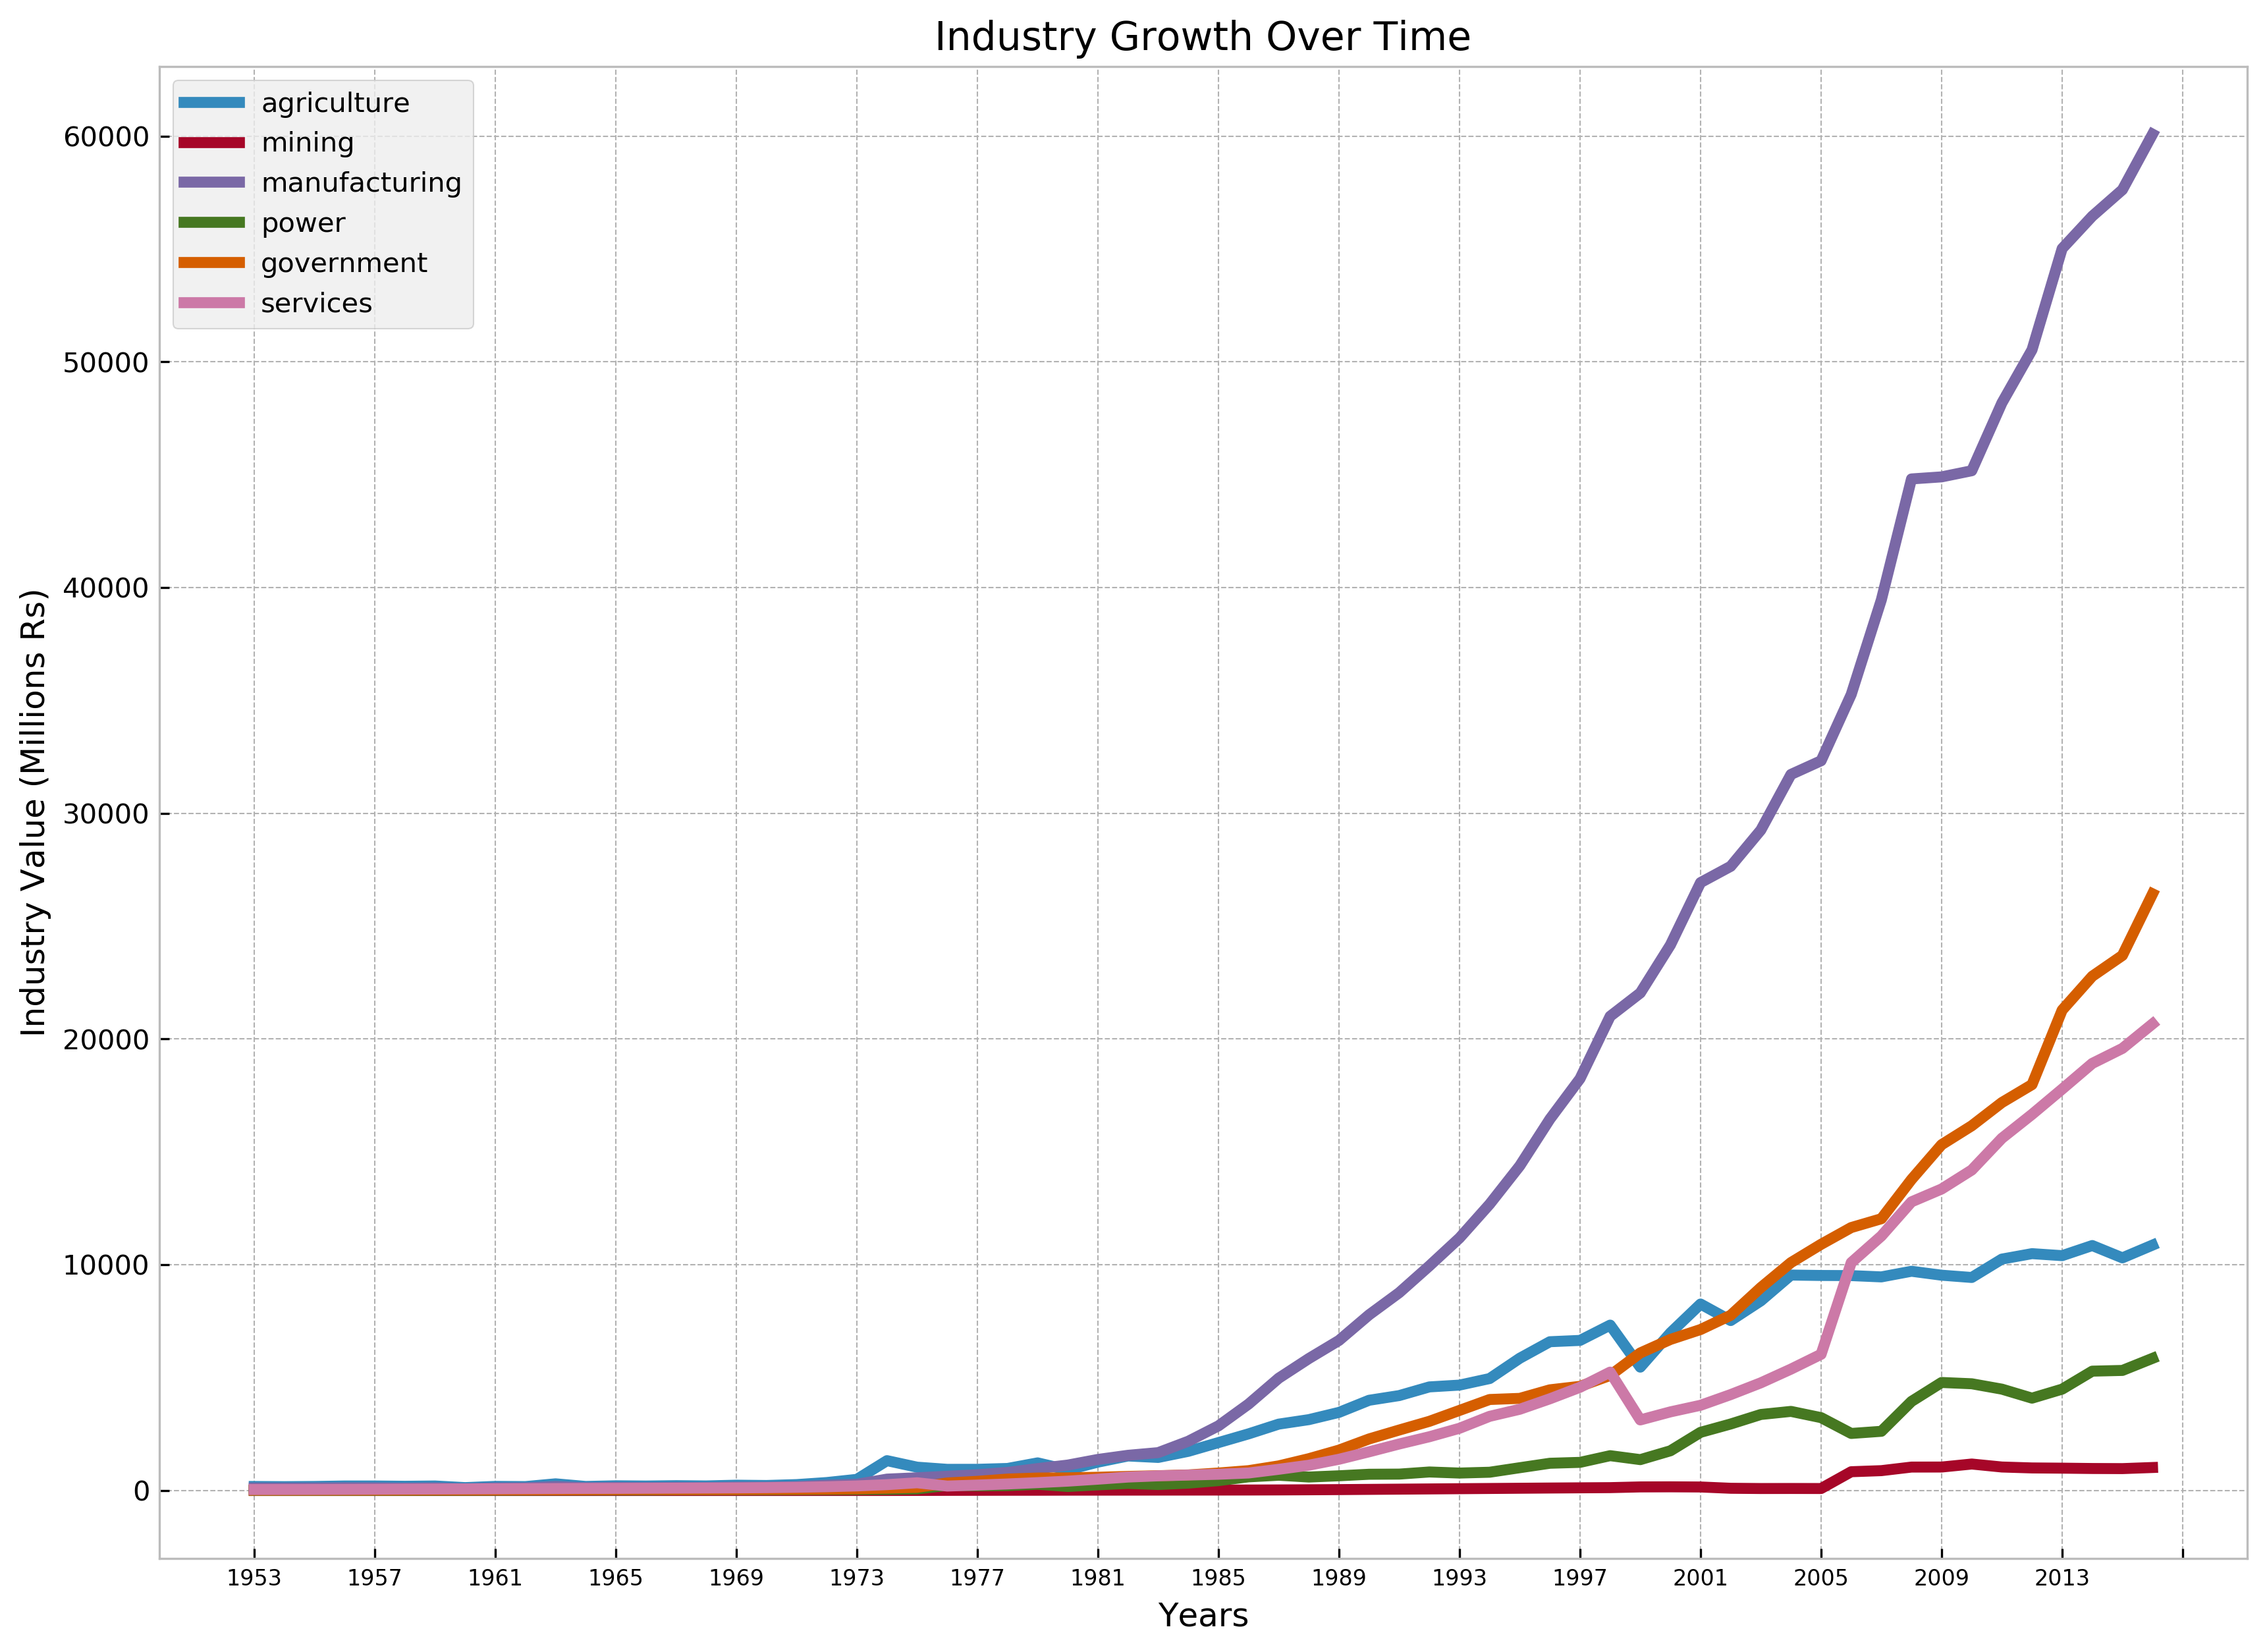 Industry Growth Over Time
agriculture
mining
manufacturing
power
government
services
60000
50000
40000
30000
20000
10000
0
Industry Value (Millions Rs)
1953 1957 1961 1965 1969 1973 1977 1981 1985 1989 1993 1997 2001 2005 2009 2013
Years